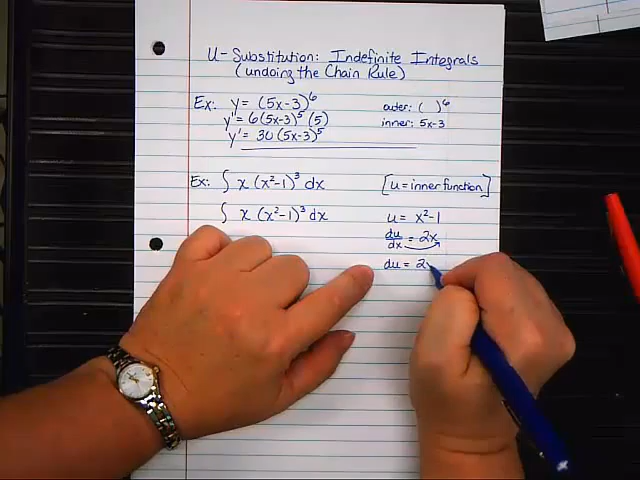 U-Substitution: Indefinite Integrals
(undoing the Chain Rule)
Ex: y = (5x-3)^6
outer: ( )^6
y' = 6(5x-3)^5 (5)
inner: 5x-3
y' = 30(5x-3)^5
Ex: ∫ x (x²-1)³ dx
[u = inner function]
∫ x (x²-1)³ dx
u = x²-1
du/dx = 2x
du = 2x